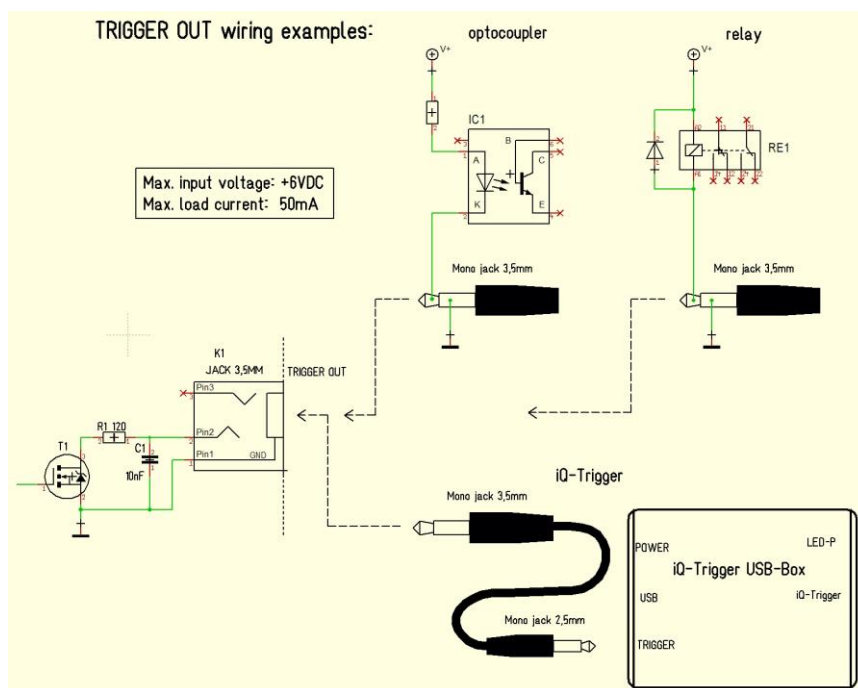 TRIGGER OUT wiring examples:
optocoupler
relay
V+
V+
IC1
B
A
C
K
E
RE1
Max. input voltage: +6VDC
Max. load current: 50mA
Mono jack 3,5mm
Mono jack 3,5mm
K1
JACK 3,5MM
TRIGGER OUT
Pin3
R1 120
Pin2
C1
T1
Pin1
GND
10nF
iQ-Trigger
Mono jack 3,5mm
POWER
LED-P
iQ-Trigger USB-Box
USB
iQ-Trigger
Mono jack 2,5mm
TRIGGER